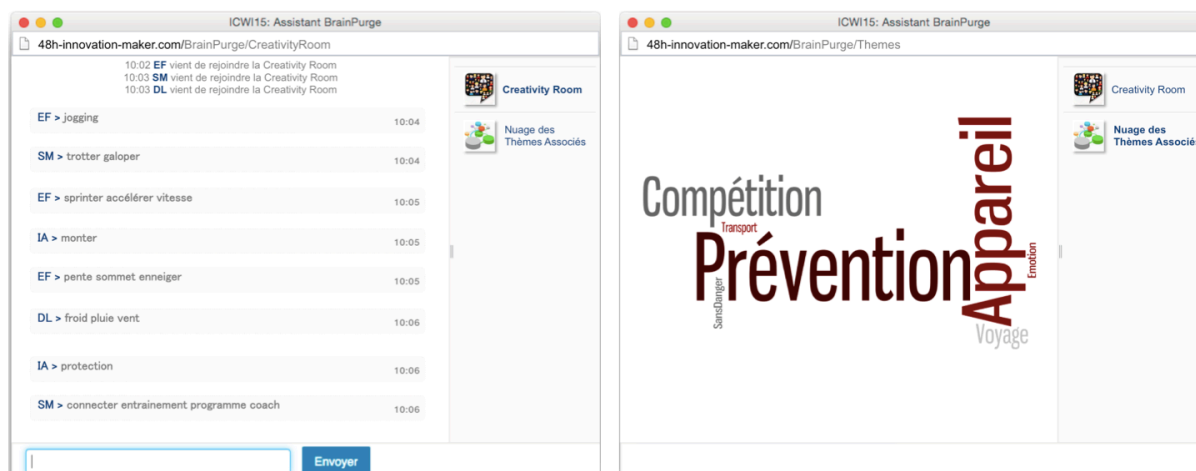 ICWI15: Assistant BrainPurge
48h-innovation-maker.com/BrainPurge/CreativityRoom
10:02 EF vient de rejoindre la Creativity Room
10:03 SM vient de rejoindre la Creativity Room
10:03 DL vient de rejoindre la Creativity Room
EF > jogging 10:04
SM > trotter galoper 10:04
EF > sprinter accélérer vitesse 10:05
IA > monter 10:05
EF > pente sommet enneiger 10:05
DL > froid pluie vent 10:06
IA > protection 10:06
SM > connecter entrainement programme coach 10:06
Envoyer
Creativity Room
Nuage des
Thèmes Associés
ICWI15: Assistant BrainPurge
48h-innovation-maker.com/BrainPurge/Themes
Compétition
Transport
Prévention
SansDanger
Appareil
Emotion
Voyage
Creativity Room
Nuage des
Thèmes Associés